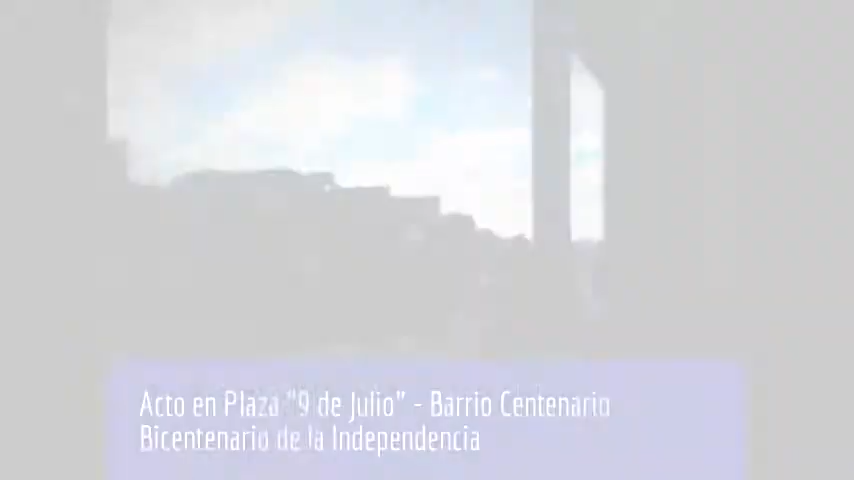 Acto en Plaza "9 de Julio" - Barrio Centenario
Bicentenario de la Independencia